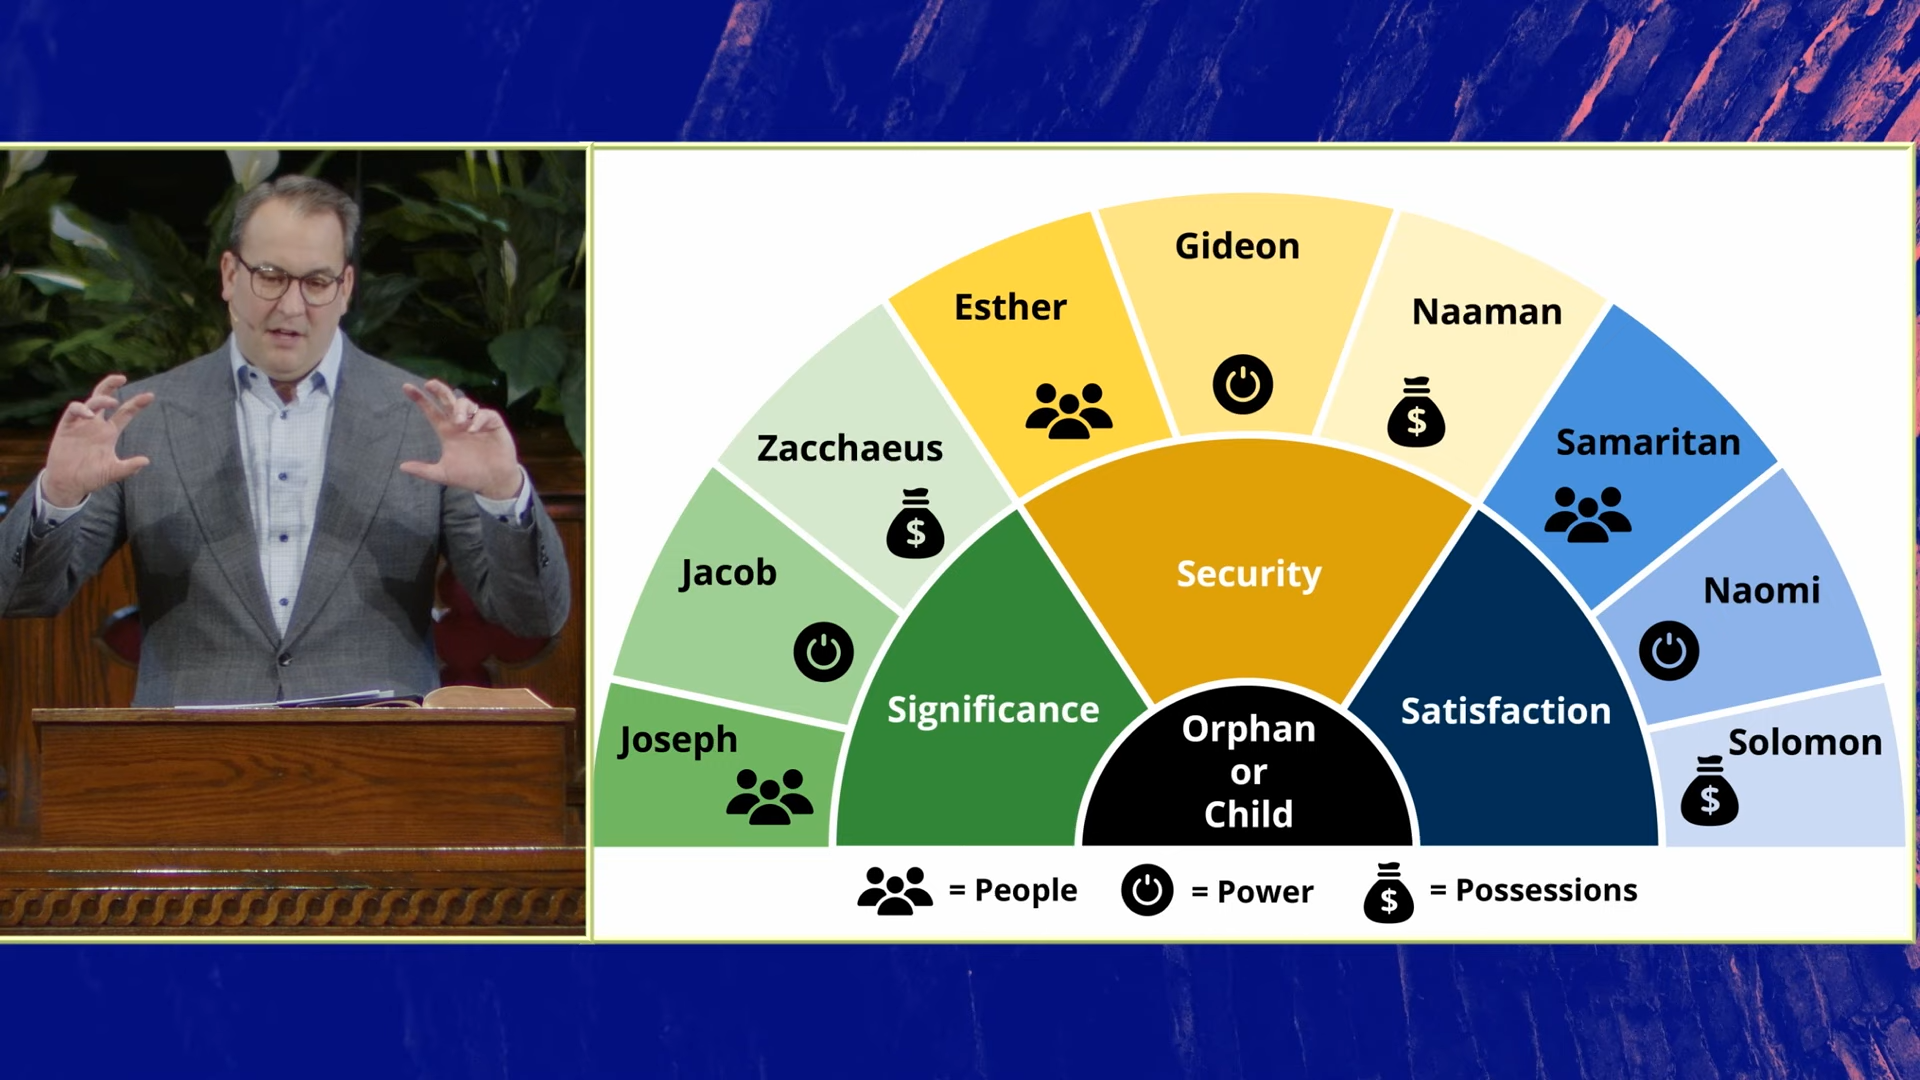 Gideon
Esther
Naaman
Zacchaeus
Samaritan
Jacob
Security
Naomi
Joseph
Significance
Satisfaction
Solomon
Orphan
or
Child
= People
= Power
= Possessions